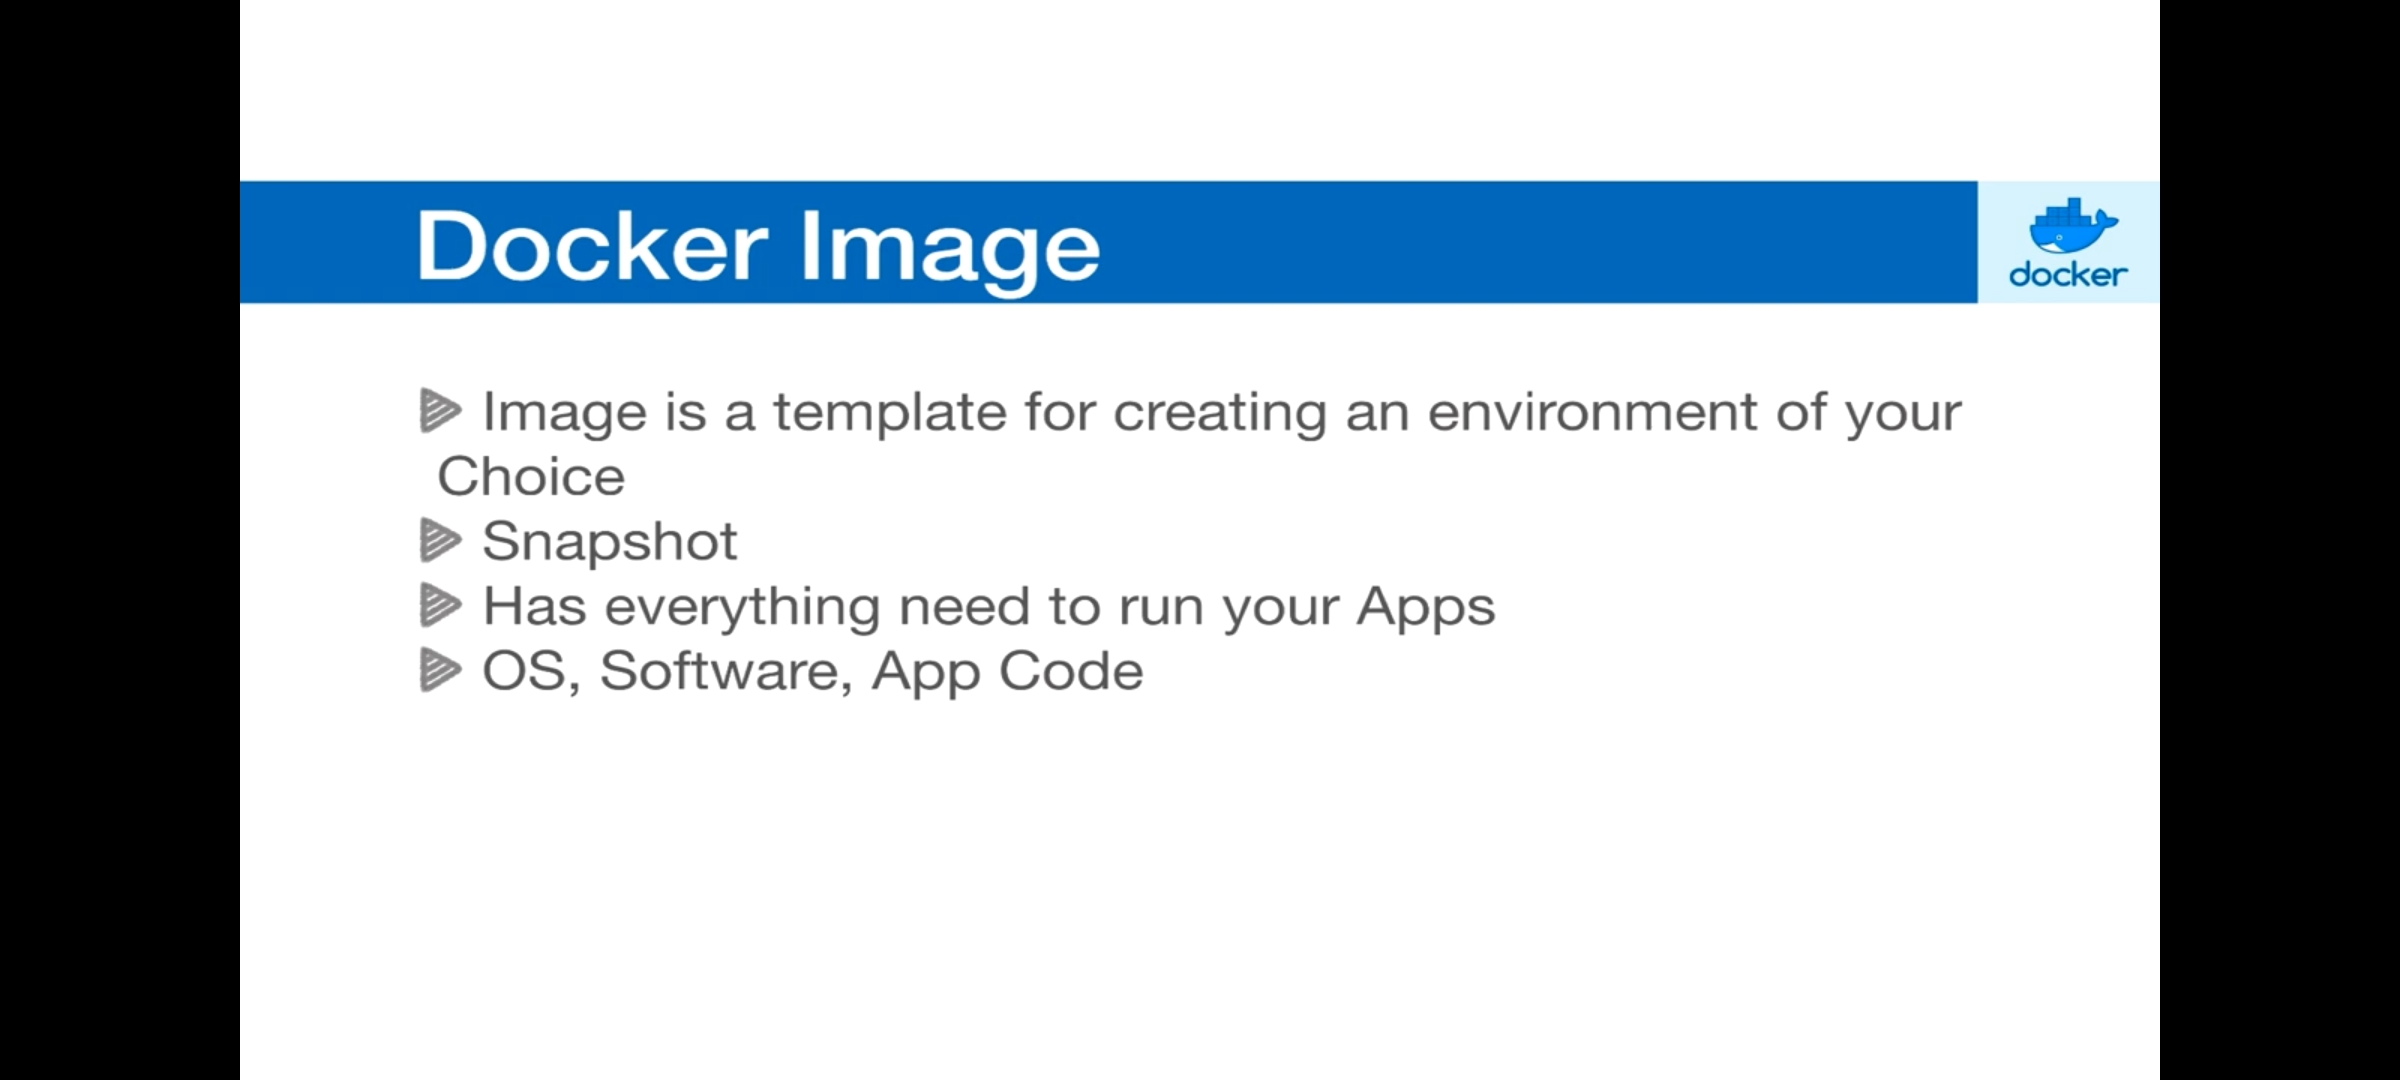 Docker Image
docker
Image is a template for creating an environment of your
Choice
Snapshot
Has everything need to run your Apps
OS, Software, App Code